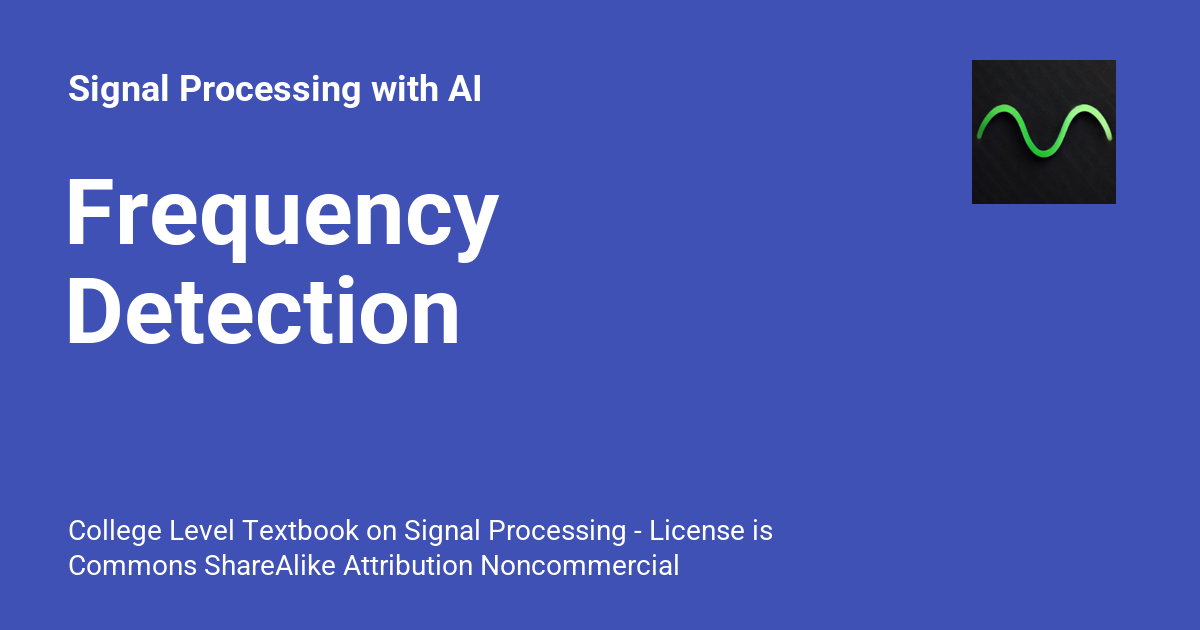 Signal Processing with AI
Frequency
Detection
College Level Textbook on Signal Processing - License is
Commons ShareAlike Attribution Noncommercial